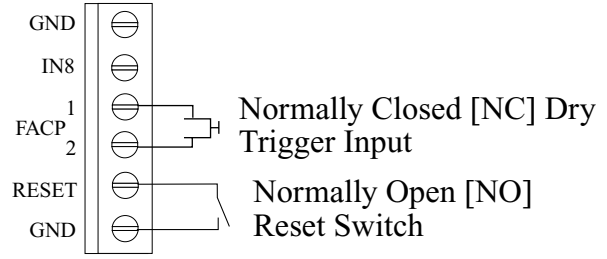 GND
IN8
1
FACP
2
RESET
GND
Normally Closed [NC] Dry
Trigger Input
Normally Open [NO]
Reset Switch